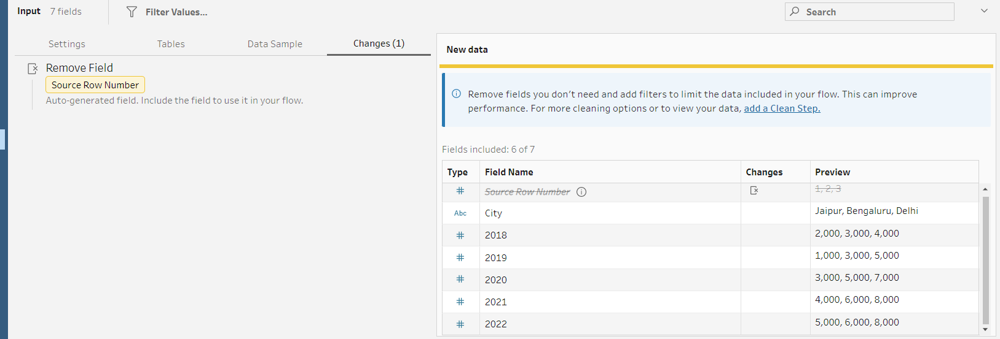 Input 7 fields Filter Values... Search
Settings Tables Data Sample Changes (1)
Remove Field
Source Row Number
Auto-generated field. Include the field to use it in your flow.
New data
Remove fields you don't need and add filters to limit the data included in your flow. This can improve
performance. For more cleaning options or to view your data, add a Clean Step.
Fields included: 6 of 7
Type Field Name Changes Preview
# Source Row Number 1, 2, 3
Abc City Jaipur, Bengaluru, Delhi
# 2018 2,000, 3,000, 4,000
# 2019 1,000, 3,000, 5,000
# 2020 3,000, 5,000, 7,000
# 2021 4,000, 6,000, 8,000
# 2022 5,000, 6,000, 8,000